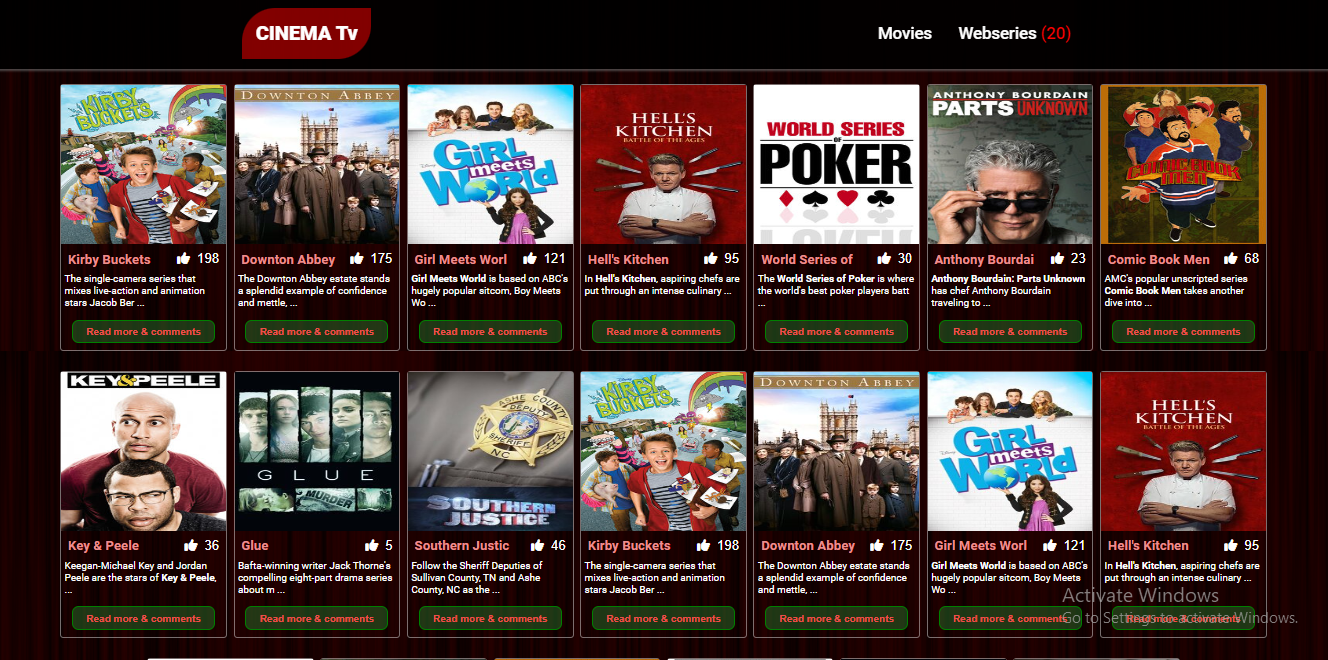 CINEMA Tv
Movies
Webseries (20)
KIRBY
BUCKETS
DOWNTON ABBEY
GiRL
meets
WORLD
HELL'S
KITCHEN
BATTLE OF THE AGES
WORLD SERIES
OF
POKER
ANTHONY BOURDAIN
PARTS UNKNOWN
COMIC BOOK
MEN
Kirby Buckets 198
The single-camera series that
mixes live-action and animation
stars Jacob Ber ...
Read more & comments
Downton Abbey 175
The Downton Abbey estate stands
a splendid example of confidence
and mettle, ...
Read more & comments
Girl Meets Worl 121
Girl Meets World is based on ABC's
hugely popular sitcom, Boy Meets
Wo ...
Read more & comments
Hell's Kitchen 95
In Hell's Kitchen, aspiring chefs are
put through an intense culinary ...
Read more & comments
World Series of 30
The World Series of Poker is where
the world's best poker players batt
...
Read more & comments
Anthony Bourdai 23
Anthony Bourdain: Parts Unknown
has chef Anthony Bourdain
traveling to ...
Read more & comments
Comic Book Men 68
AMC's popular unscripted series
Comic Book Men takes another
dive into ...
Read more & comments
KEY&PEELE
GLUE
MURDER
ASHE COUNTY
DEPUTY
SHERIFF
NC
SOUTHERN
JUSTICE
KIRBY
BUCKETS
DOWNTON ABBEY
GiRL
meets
WORLD
HELL'S
KITCHEN
BATTLE OF THE AGES
Key & Peele 36
Keegan-Michael Key and Jordan
Peele are the stars of Key & Peele,
...
Read more & comments
Glue 5
Bafta-winning writer Jack Thorne's
compelling eight-part drama series
about m ...
Read more & comments
Southern Justic 46
Follow the Sheriff Deputies of
Sullivan County, TN and Ashe
County, NC as the ...
Read more & comments
Kirby Buckets 198
The single-camera series that
mixes live-action and animation
stars Jacob Ber ...
Read more & comments
Downton Abbey 175
The Downton Abbey estate stands
a splendid example of confidence
and mettle, ...
Read more & comments
Girl Meets Worl 121
Girl Meets World is based on ABC's
hugely popular sitcom, Boy Meets
Wo ...
Read more & comments
Hell's Kitchen 95
In Hell's Kitchen, aspiring chefs are
put through an intense culinary ...
Read more & comments
Activate Windows
Go to Settings to activate Windows.